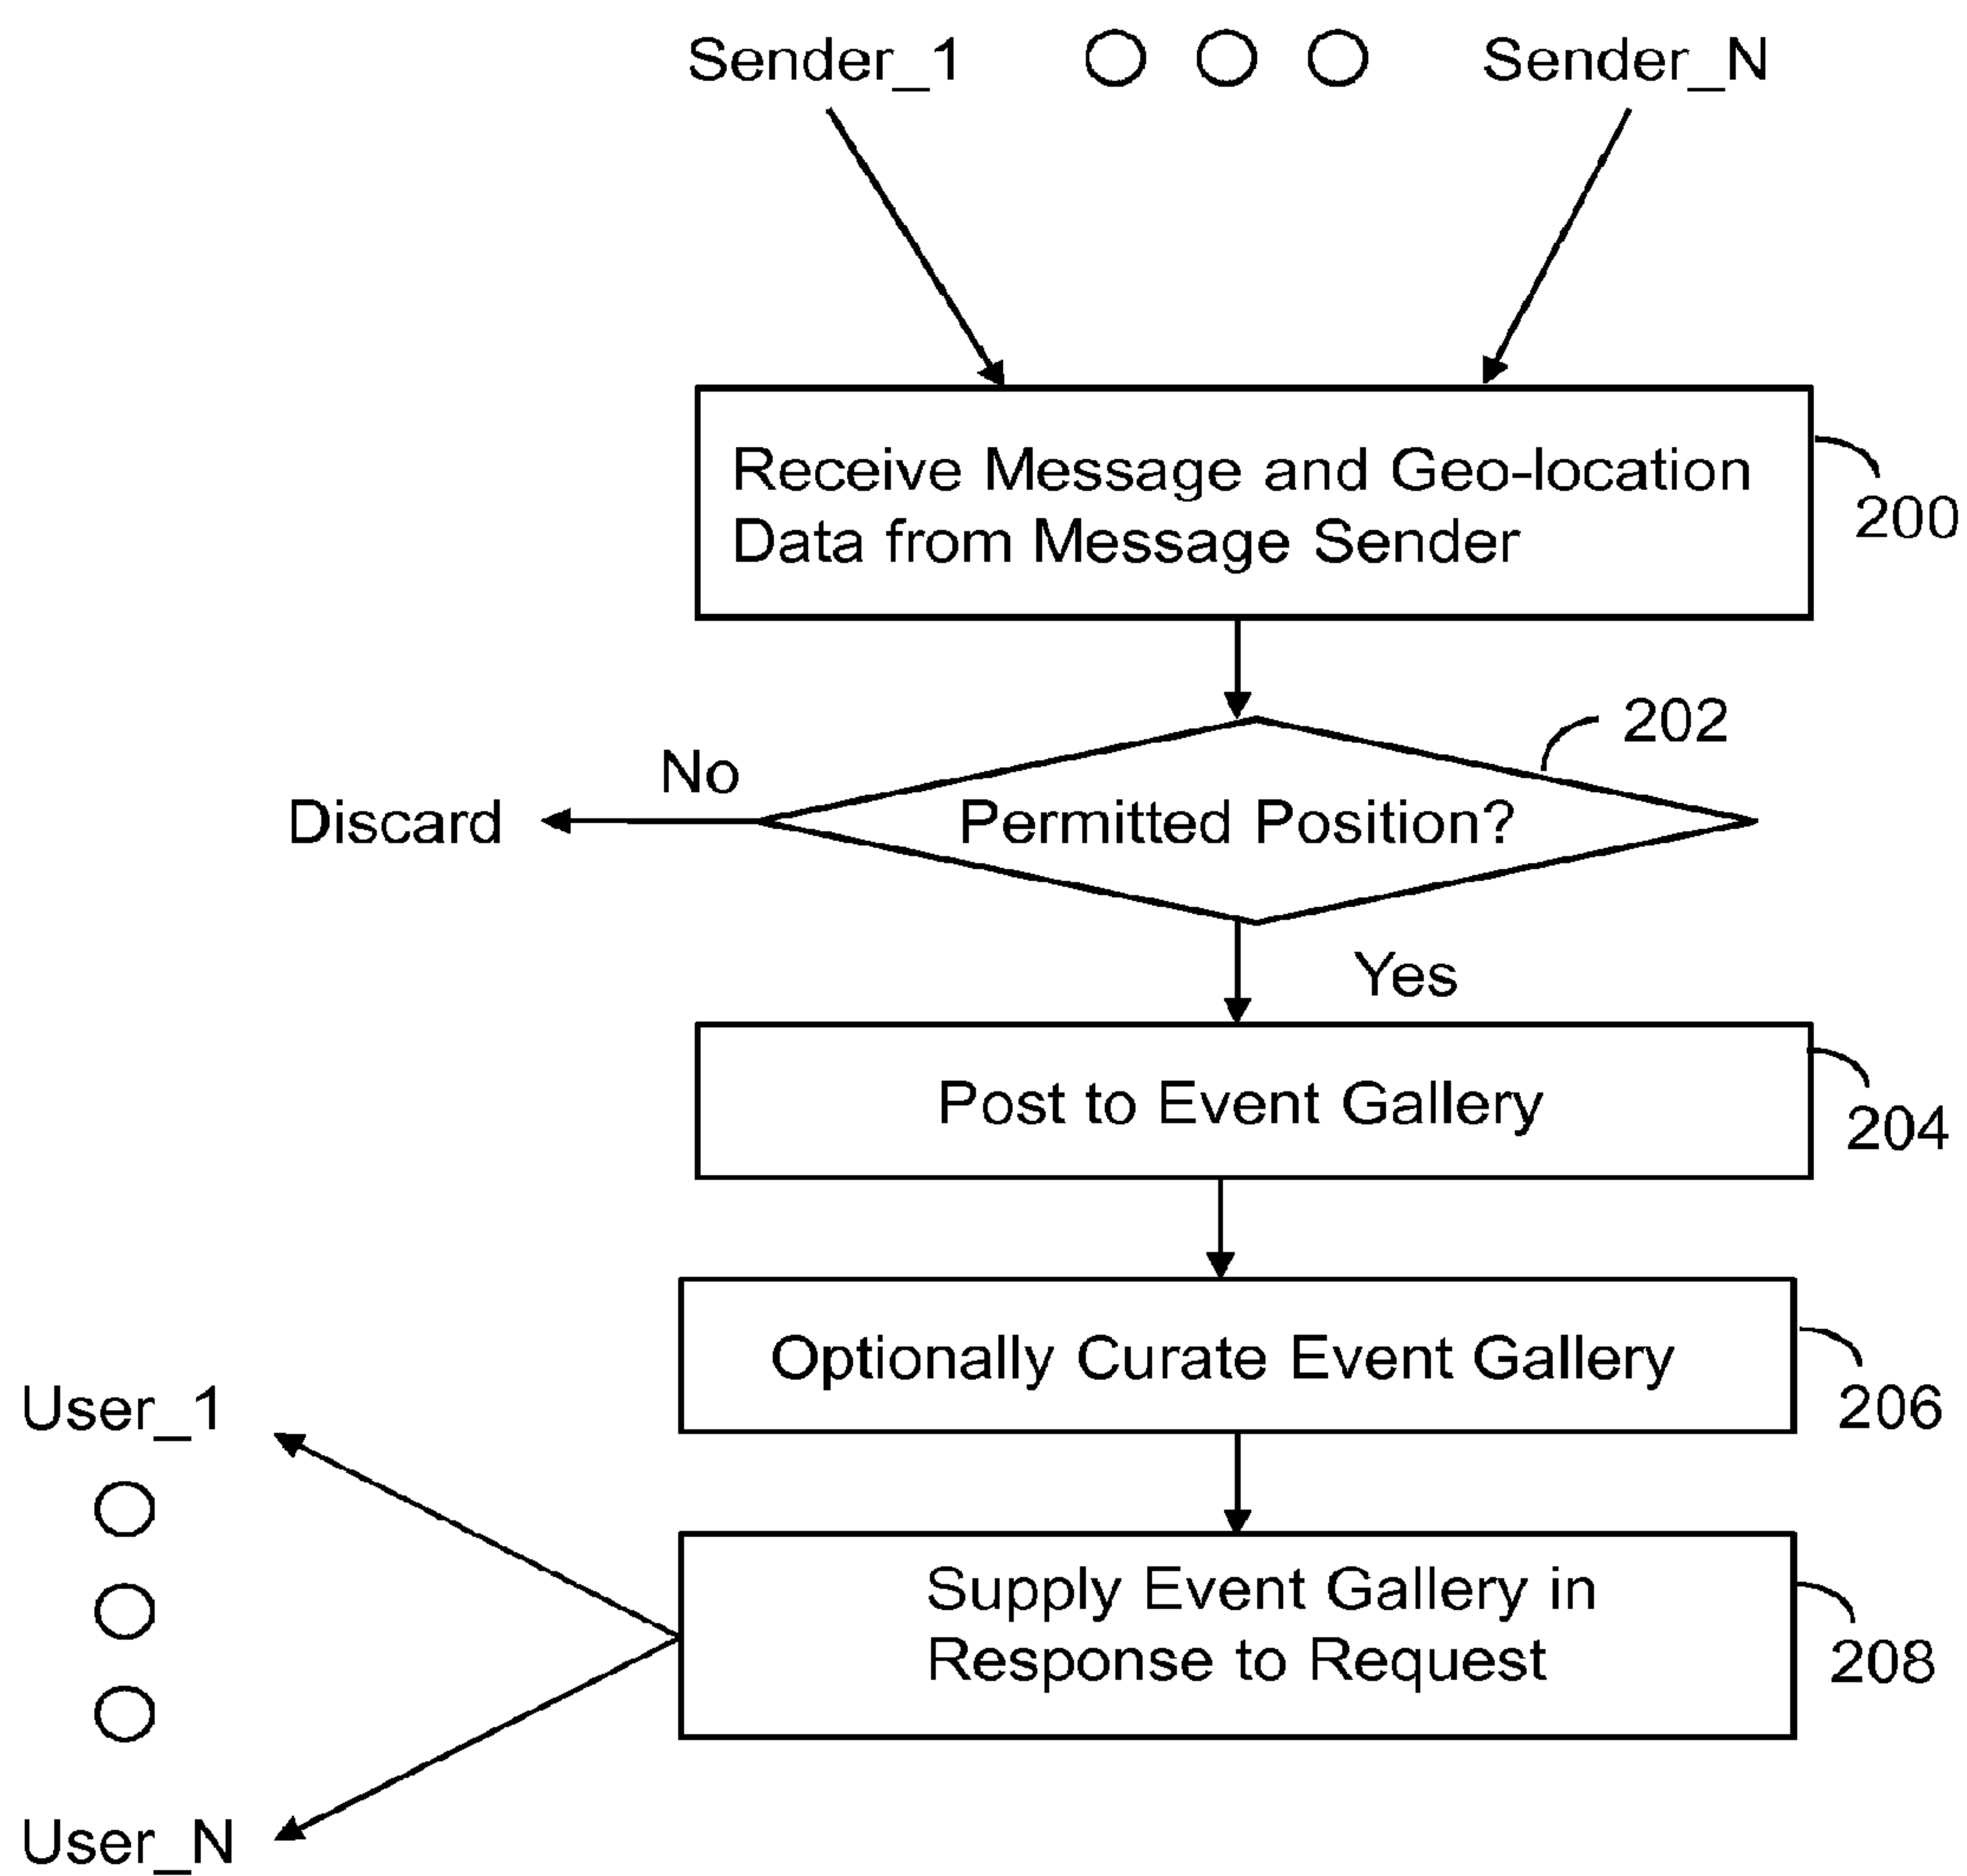 Sender_1
Sender_N
Receive Message and Geo-location
Data from Message Sender
200
202
No
Discard
Permitted Position?
Yes
Post to Event Gallery
204
Optionally Curate Event Gallery
206
User_1
Supply Event Gallery in
Response to Request
208
User_N